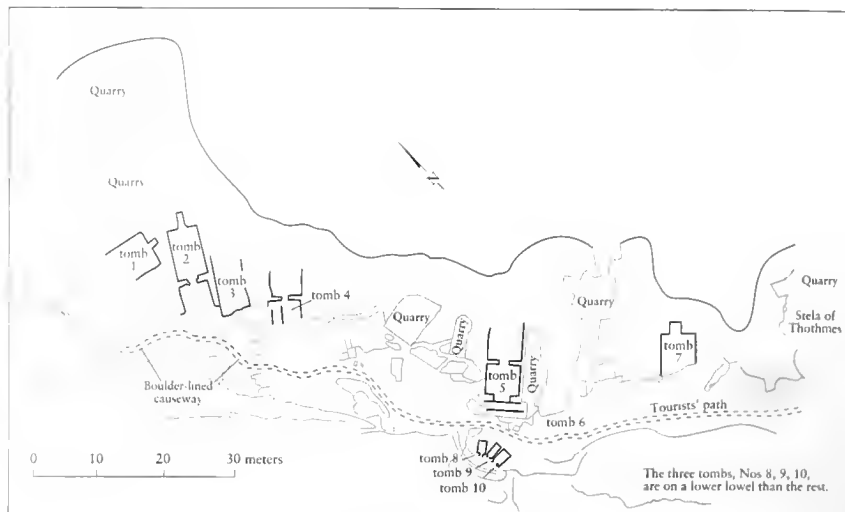 Quarry
Quarry
tomb
1
tomb
2
tomb
3
tomb 4
Quarry
Quarry
Quarry
Quarry
Quarry
Stela of
Thothmes
tomb
5
tomb
7
Boulder-lined
causeway
Tourists' path
tomb 6
tomb 8
tomb 9
tomb 10
0 10 20 30 meters
The three tombs, Nos 8, 9, 10,
are on a lower lowel than the rest.